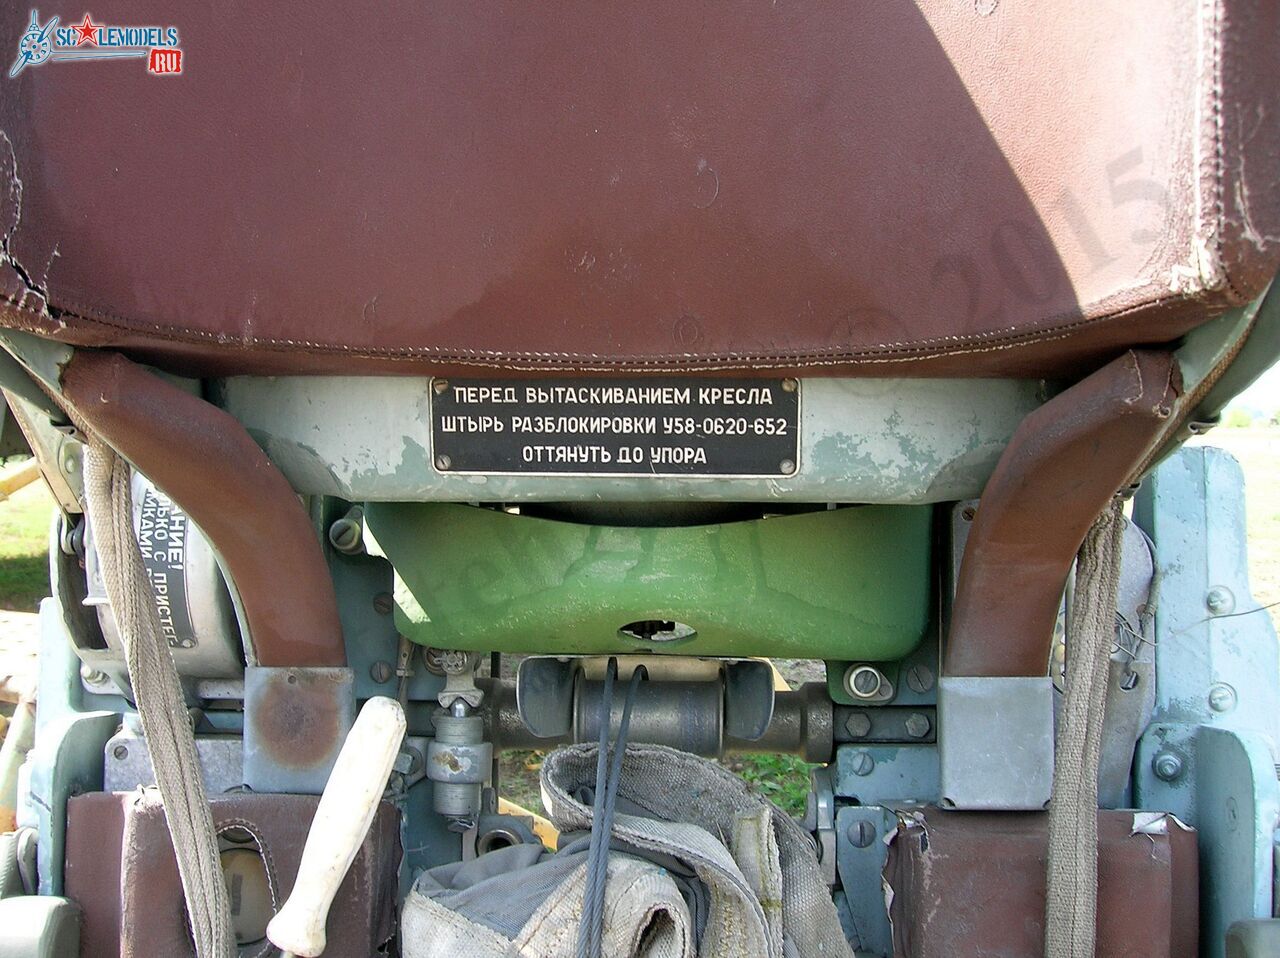 SCALEMODELS
RU
ПЕРЕД ВЫТАСКИВАНИЕМ КРЕСЛА
ШТЫРЬ РАЗБЛОКИРОВКИ У58-0620-652
ОТТЯНУТЬ ДО УПОРА
© 2015